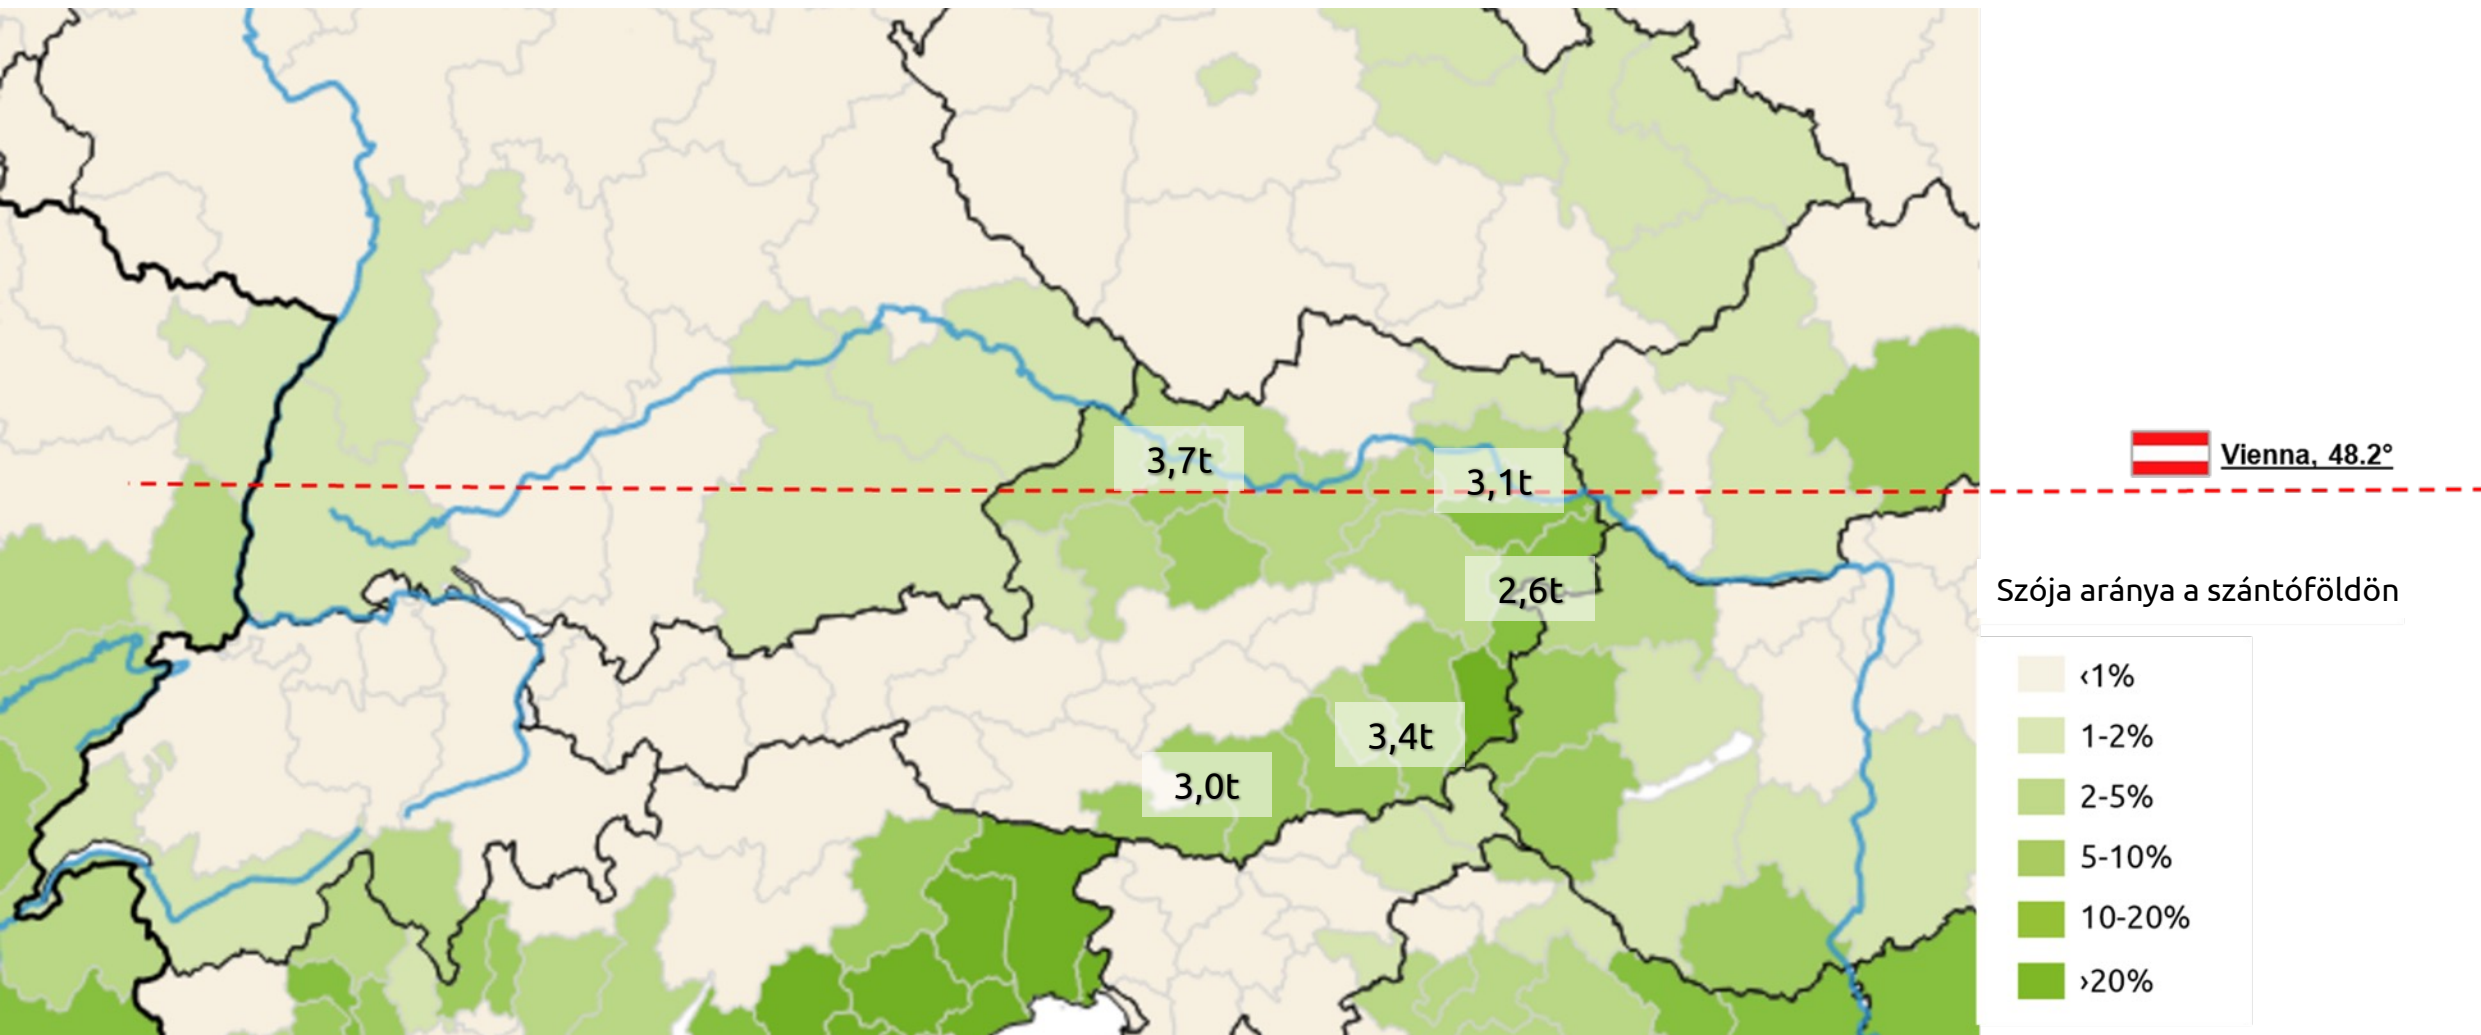 3,7t
3,1t
2,6t
3,4t
3,0t
Vienna, 48.2°
Szója aránya a szántóföldön
‹1%
1-2%
2-5%
5-10%
10-20%
›20%